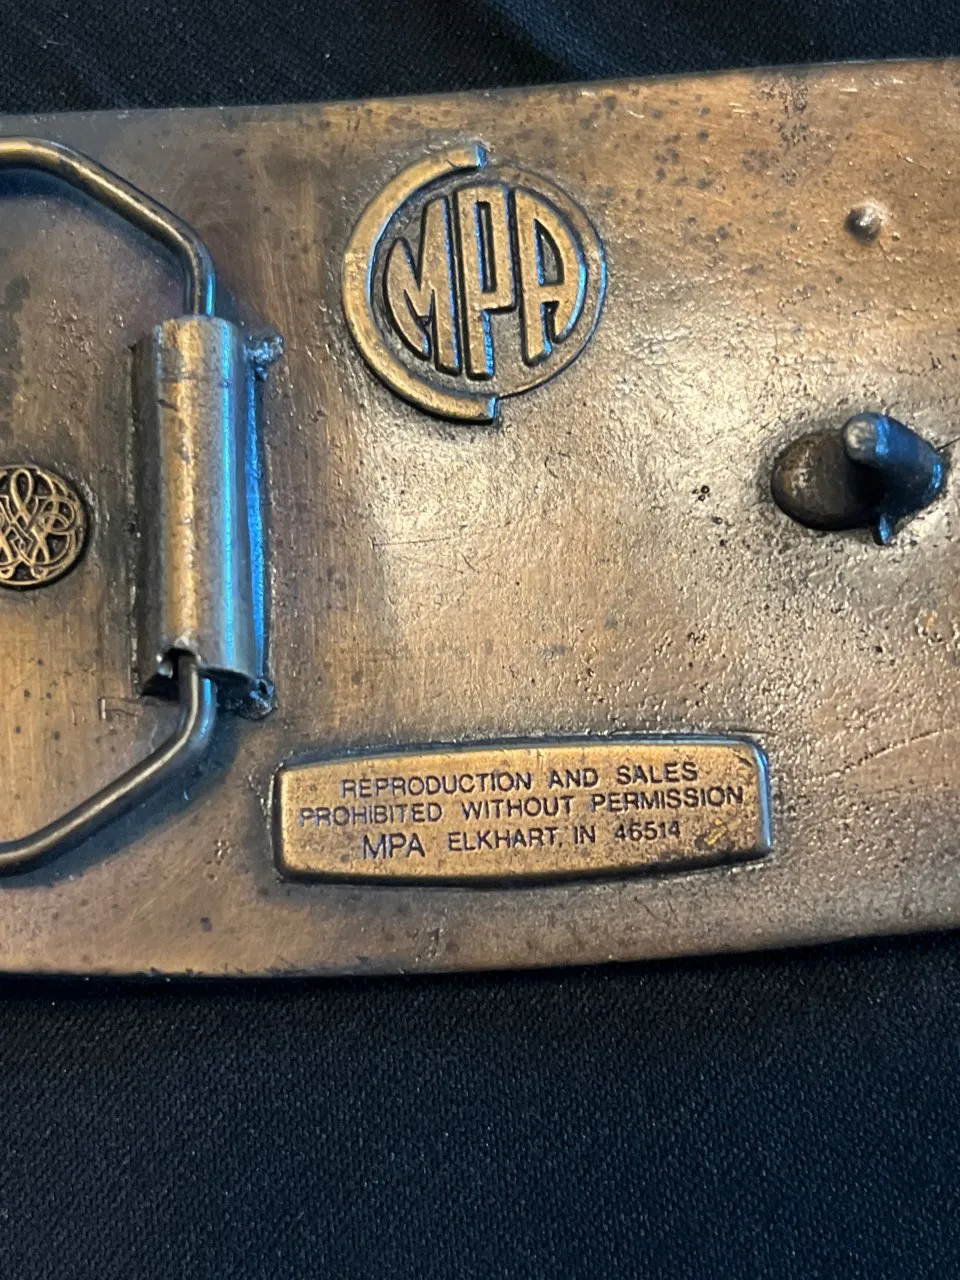 MPA
REPRODUCTION AND SALES
PROHIBITED WITHOUT PERMISSION
MPA ELKHART, IN 46514